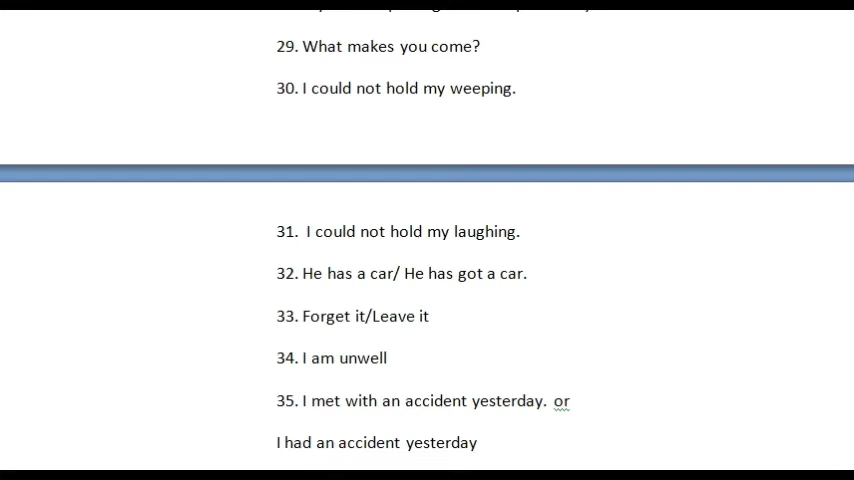 29. What makes you come?
30. I could not hold my weeping.
31. I could not hold my laughing.
32. He has a car/ He has got a car.
33. Forget it/Leave it
34. I am unwell
35. I met with an accident yesterday. or
I had an accident yesterday